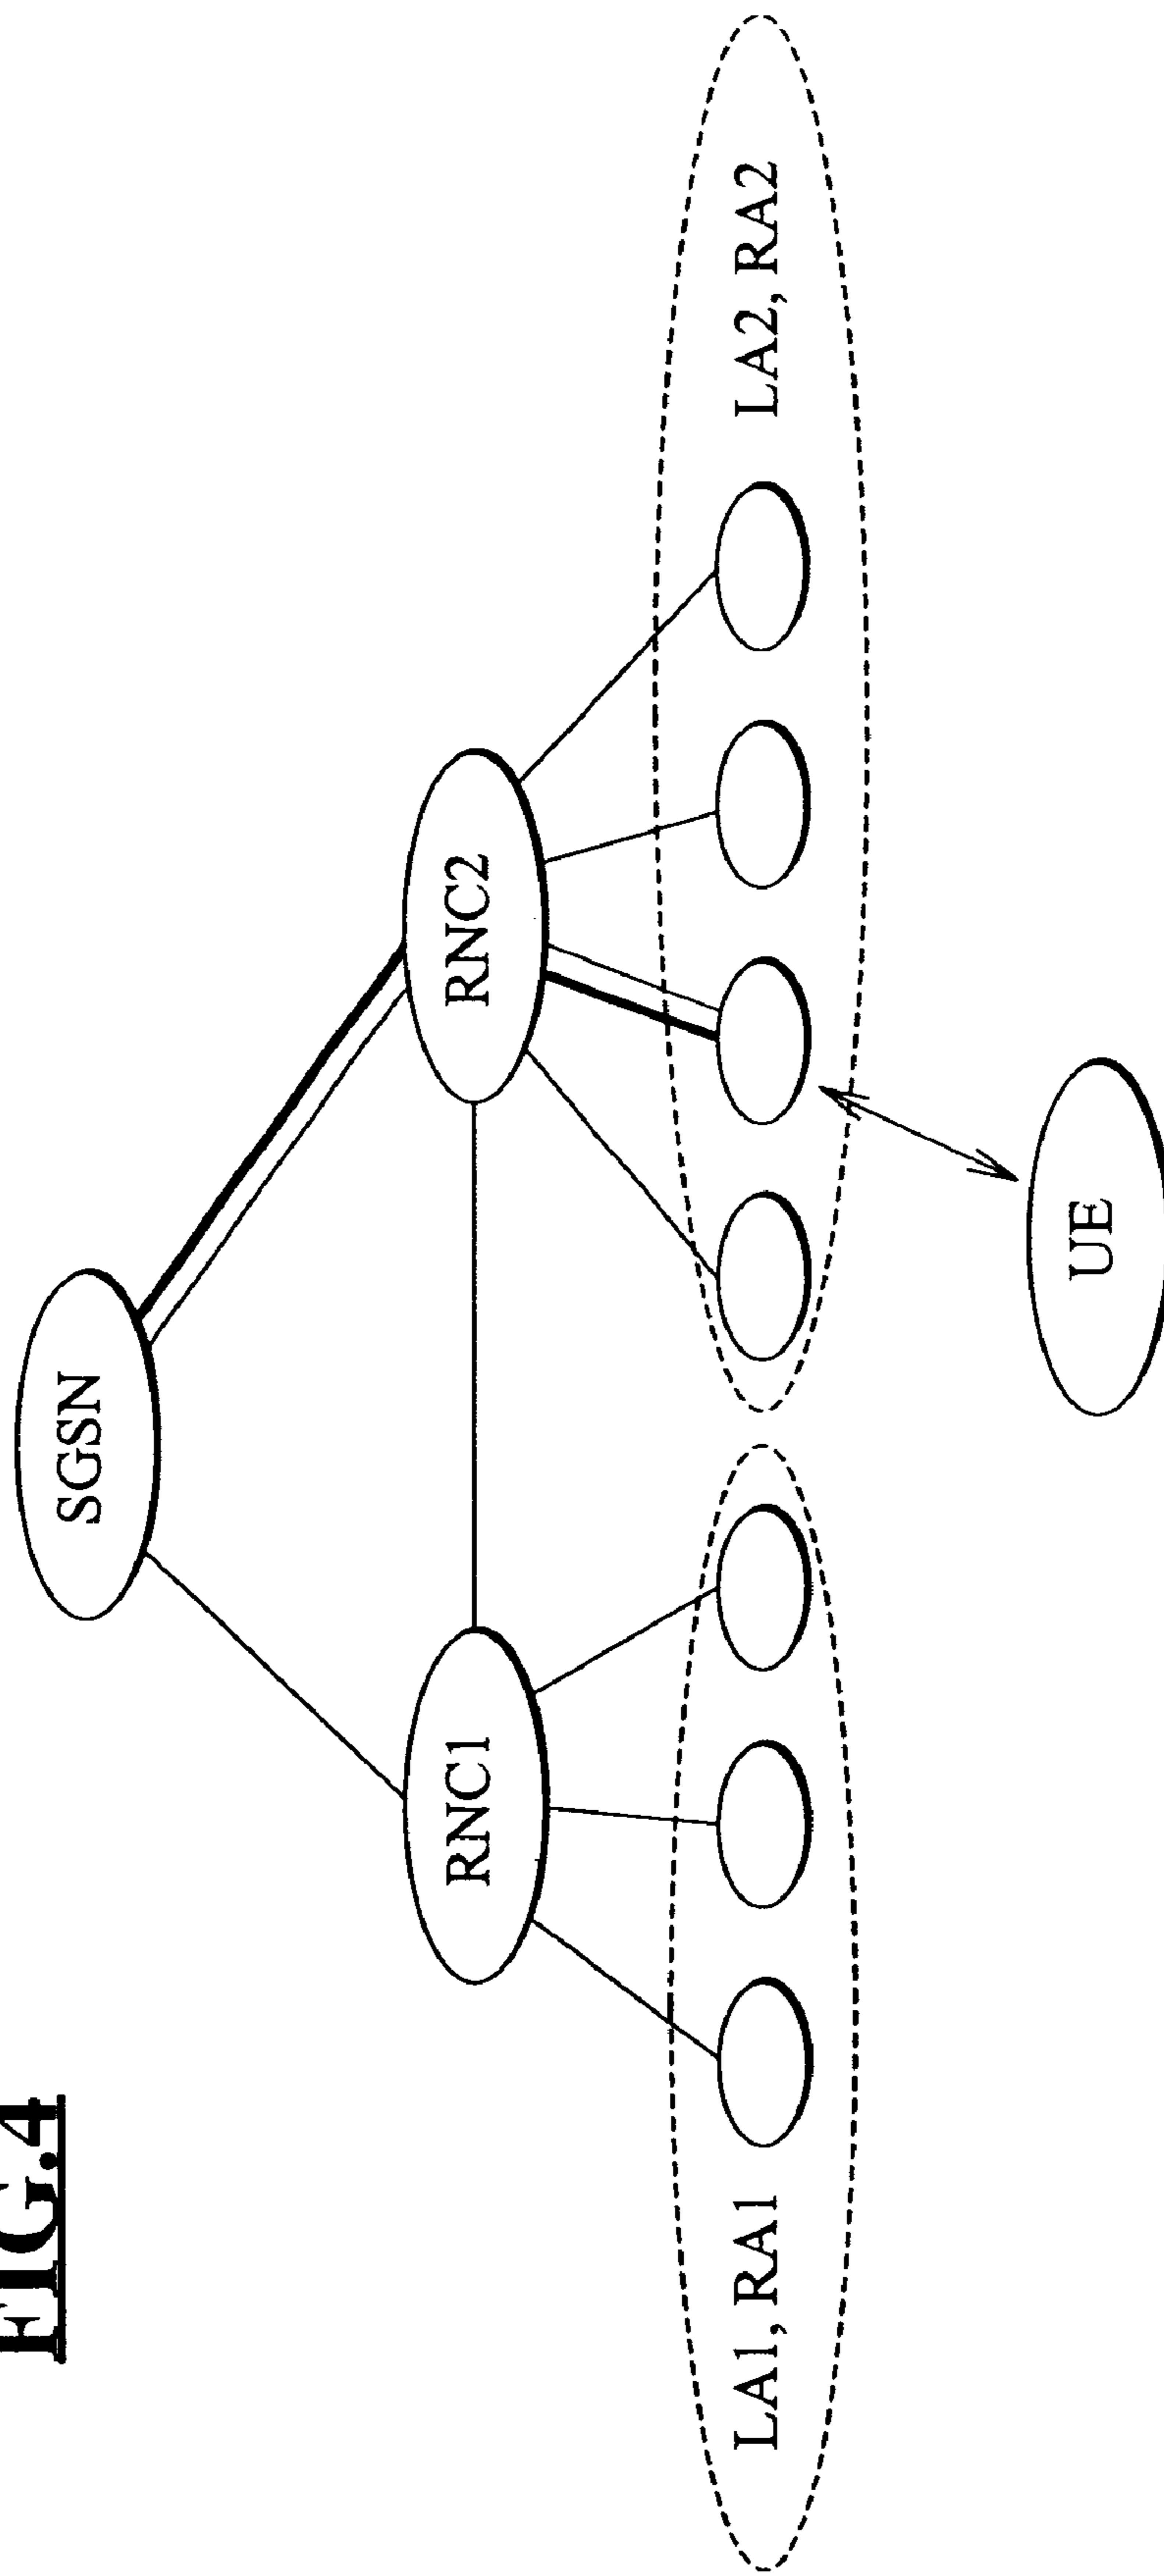 FIG.4
SGSN
RNC1
RNC2
LA1, RA1
LA2, RA2
UE